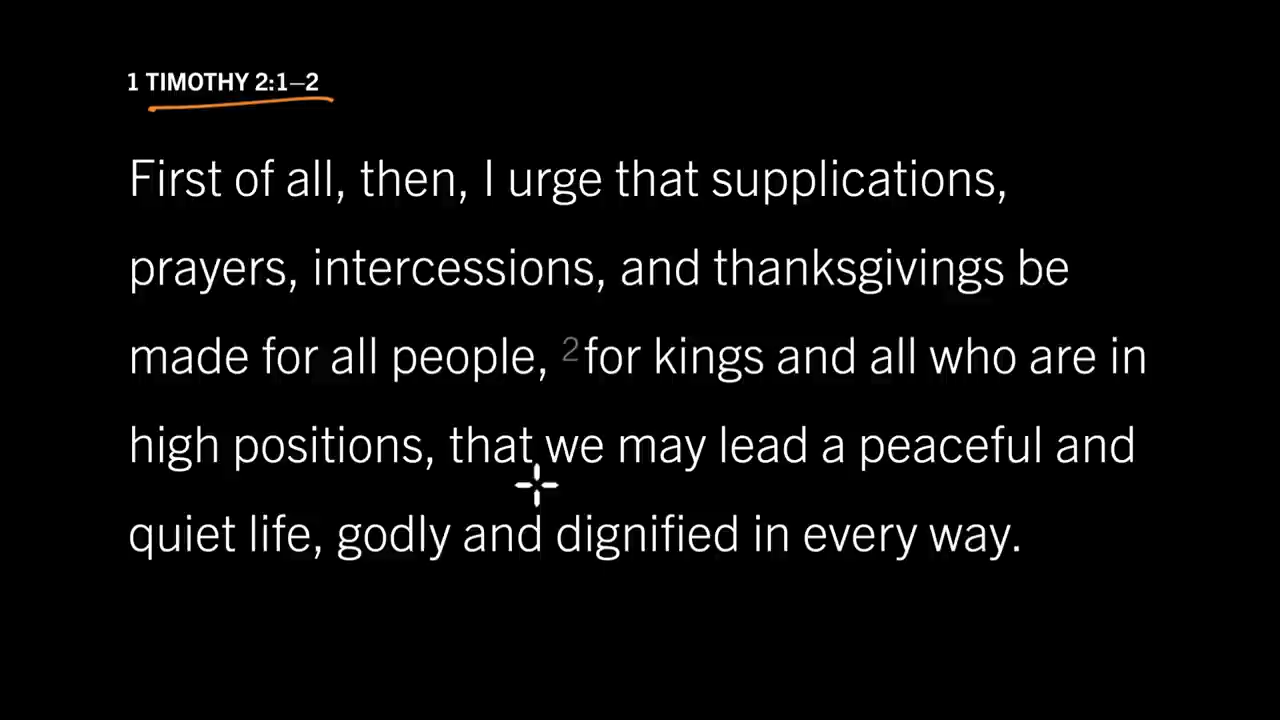 1 TIMOTHY 2:1–2
First of all, then, I urge that supplications,
prayers, intercessions, and thanksgivings be
made for all people, 2 for kings and all who are in
high positions, that we may lead a peaceful and
quiet life, godly and dignified in every way.